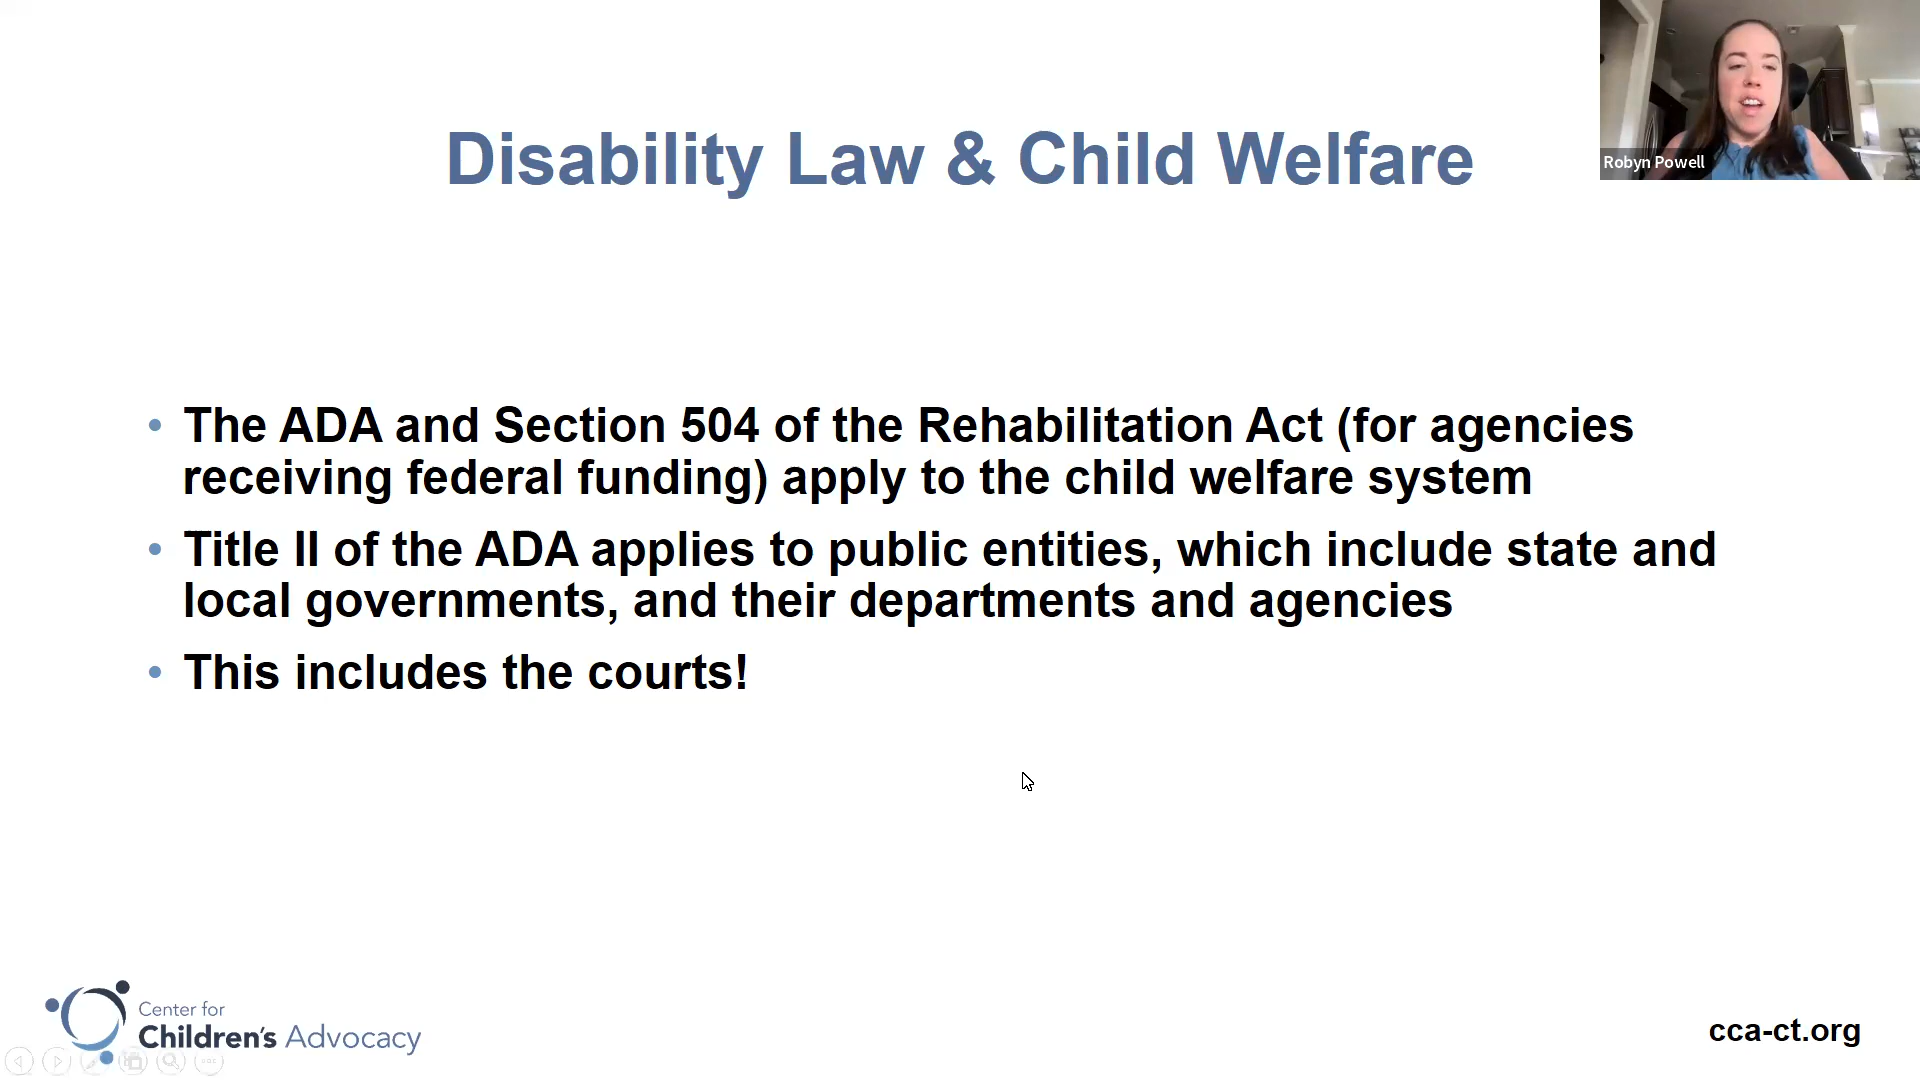 Disability Law & Child Welfare
Robyn Powell
• The ADA and Section 504 of the Rehabilitation Act (for agencies
receiving federal funding) apply to the child welfare system
• Title II of the ADA applies to public entities, which include state and
local governments, and their departments and agencies
• This includes the courts!
Center for
Children's Advocacy
cca-ct.org